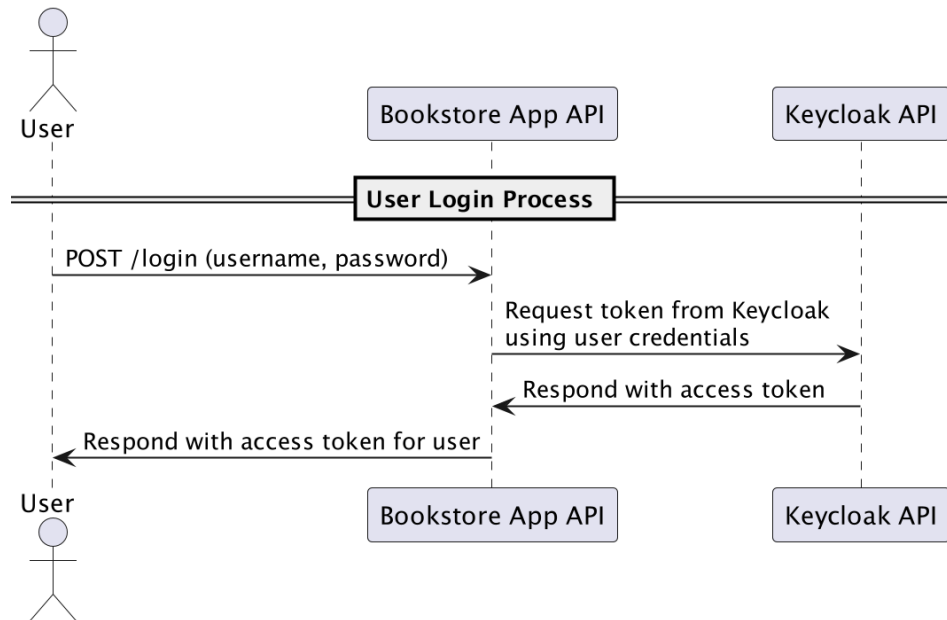 User
Bookstore App API
Keycloak API
User Login Process
POST /login (username, password)
Request token from Keycloak
using user credentials
Respond with access token
Respond with access token for user
User
Bookstore App API
Keycloak API